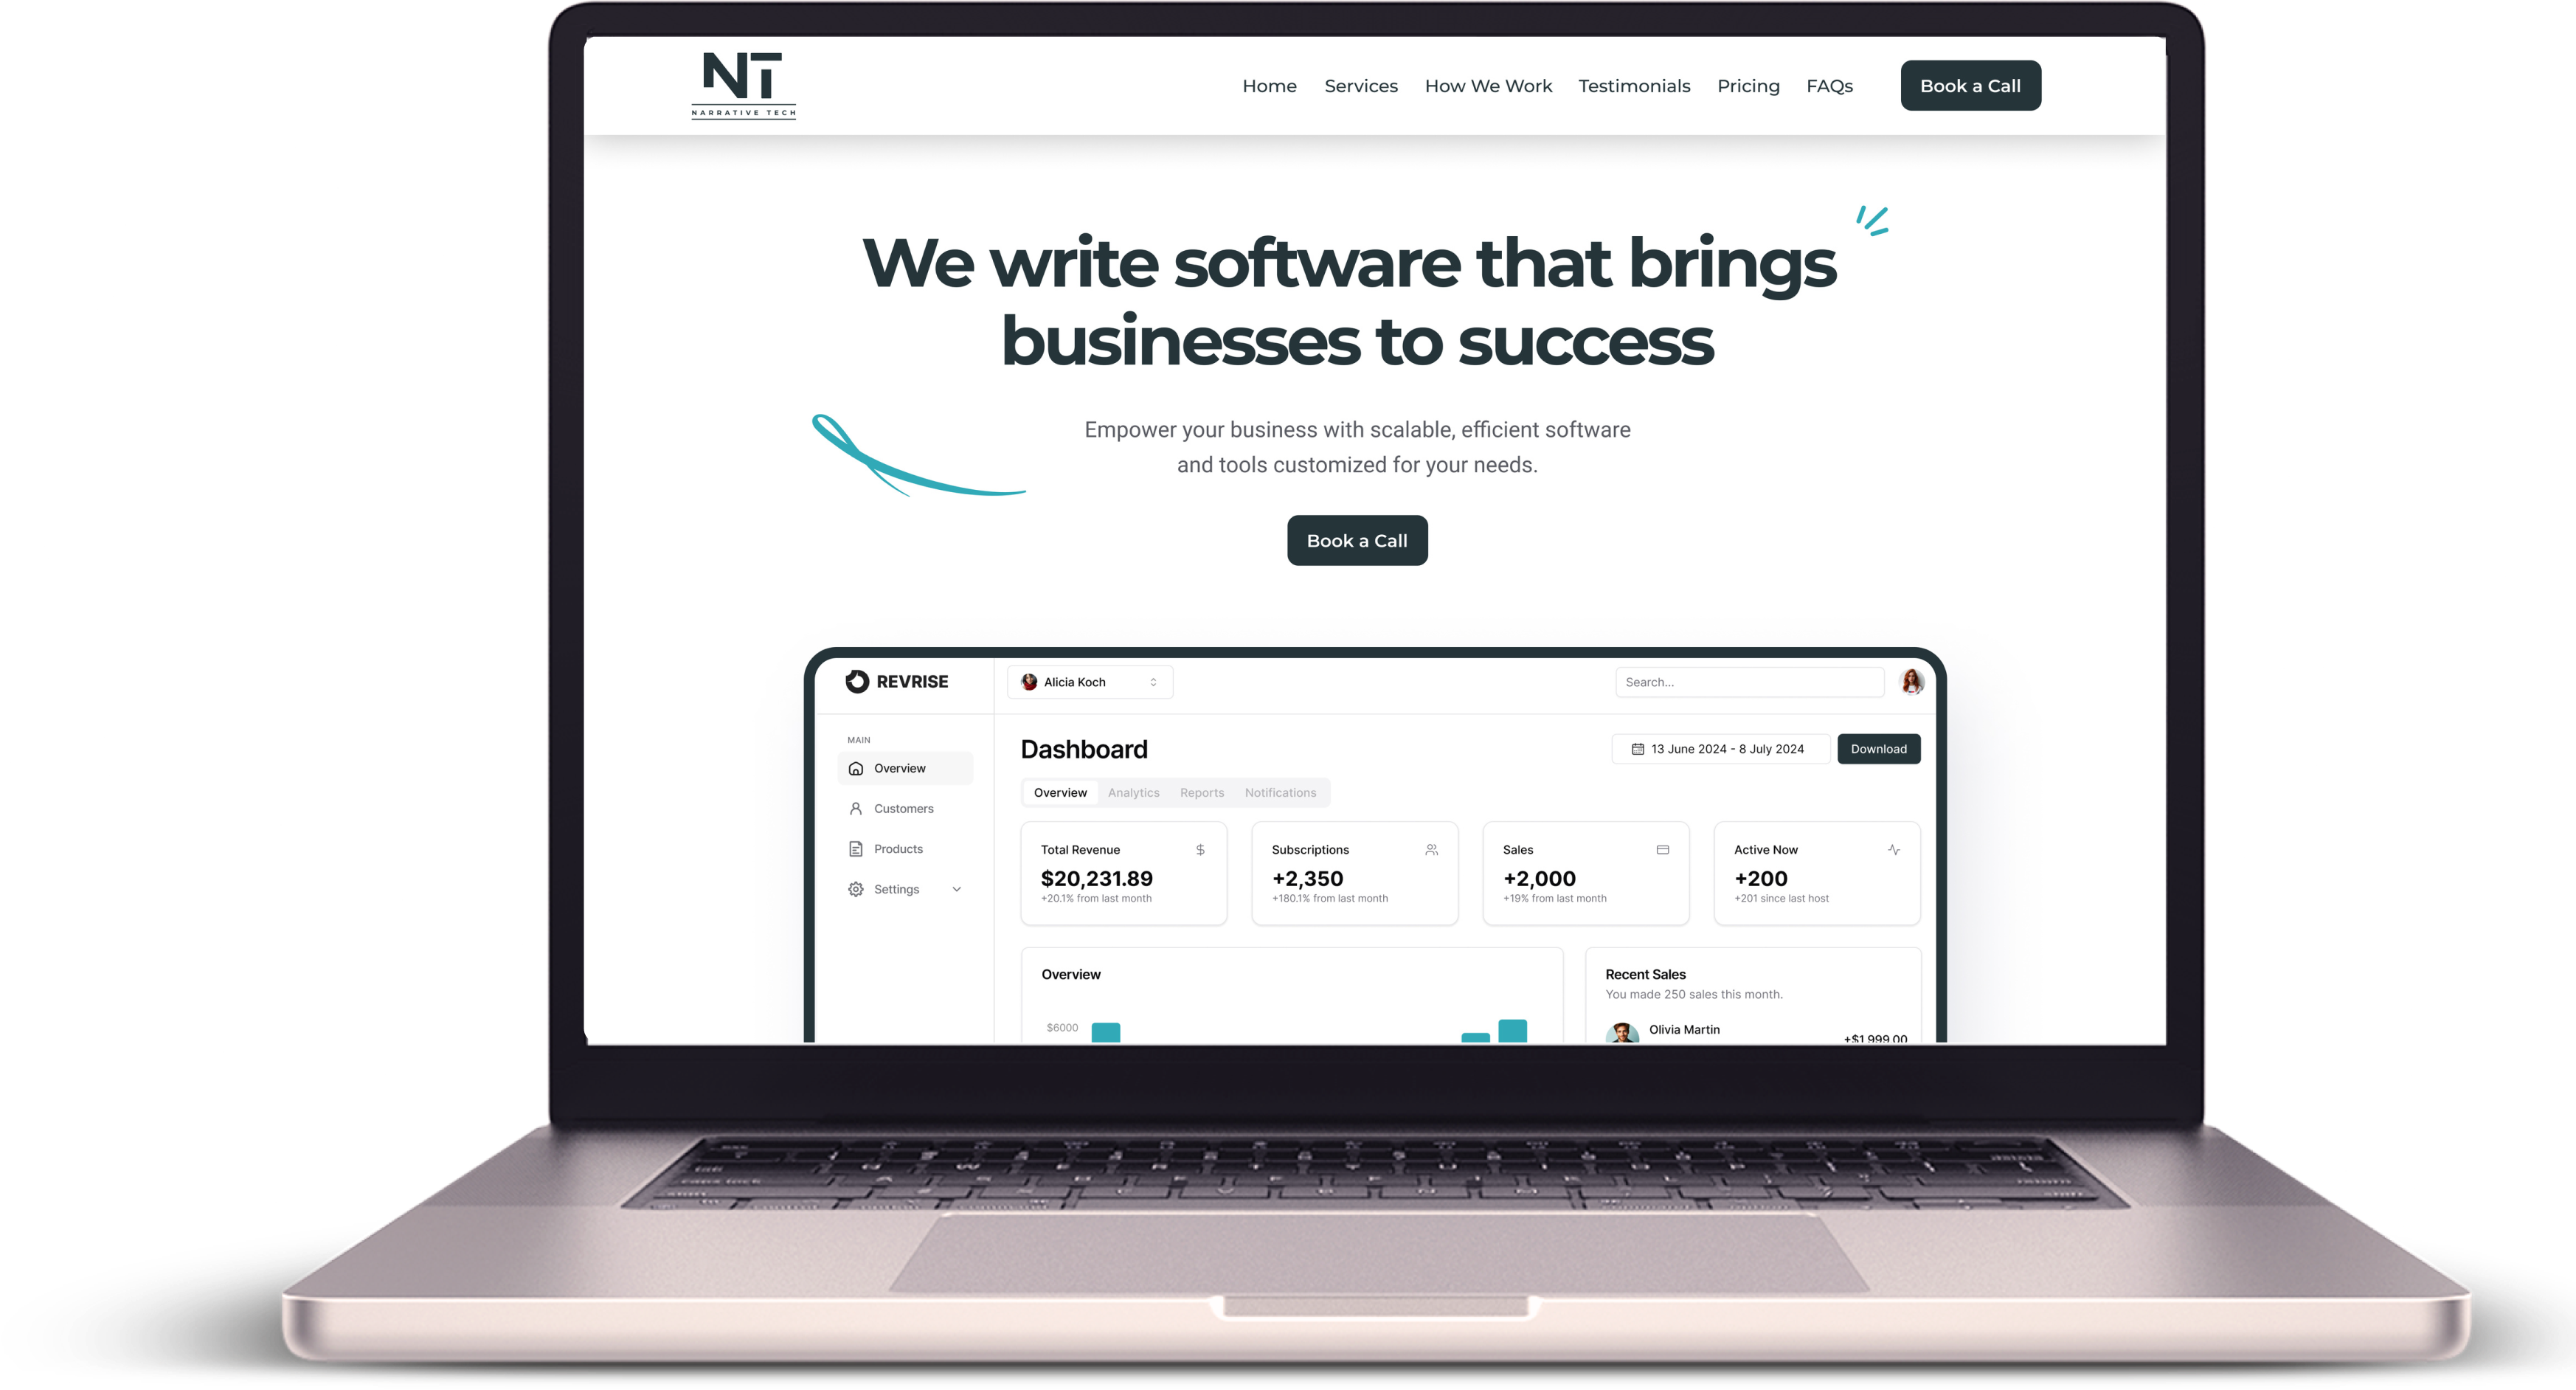 NT
NARRATIVE TECH
Home Services How We Work Testimonials Pricing FAQs Book a Call
We write software that brings
businesses to success
Empower your business with scalable, efficient software
and tools customized for your needs.
Book a Call
REVRISE
Alicia Koch
Search...
MAIN
Overview
Customers
Products
Settings
Dashboard
13 June 2024 - 8 July 2024
Download
Overview Analytics Reports Notifications
Total Revenue
$20,231.89
+20.1% from last month
Subscriptions
+2,350
+180.1% from last month
Sales
+2,000
+19% from last month
Active Now
+200
+201 since last host
Overview
$6000
Recent Sales
You made 250 sales this month.
Olivia Martin
+$1,999.00